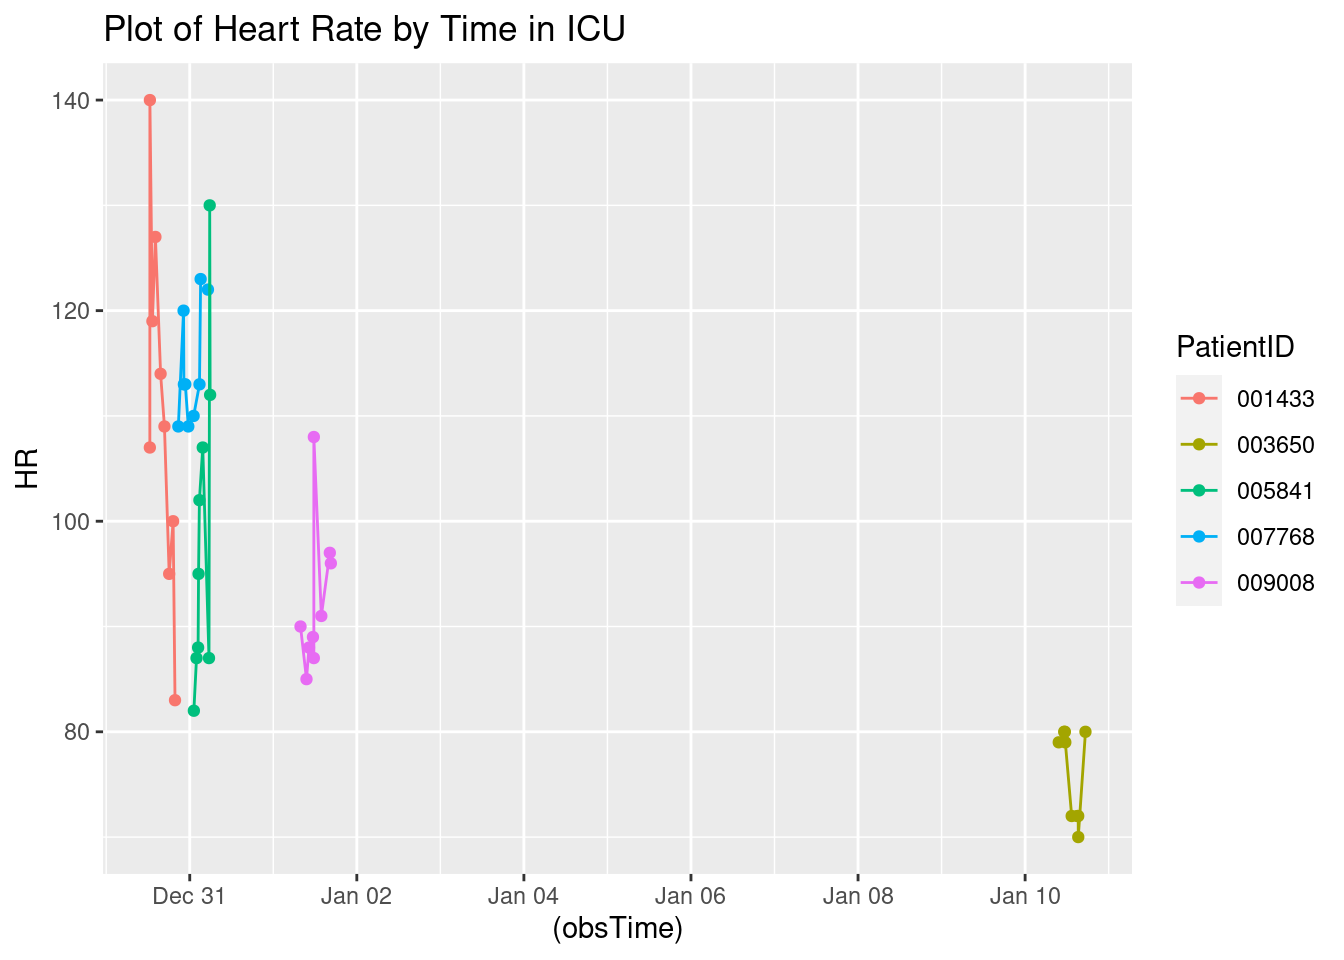 Plot of Heart Rate by Time in ICU
140
120
100
80
HR
Dec 31 Jan 02 Jan 04 Jan 06 Jan 08 Jan 10
(obsTime)
PatientID
001433
003650
005841
007768
009008